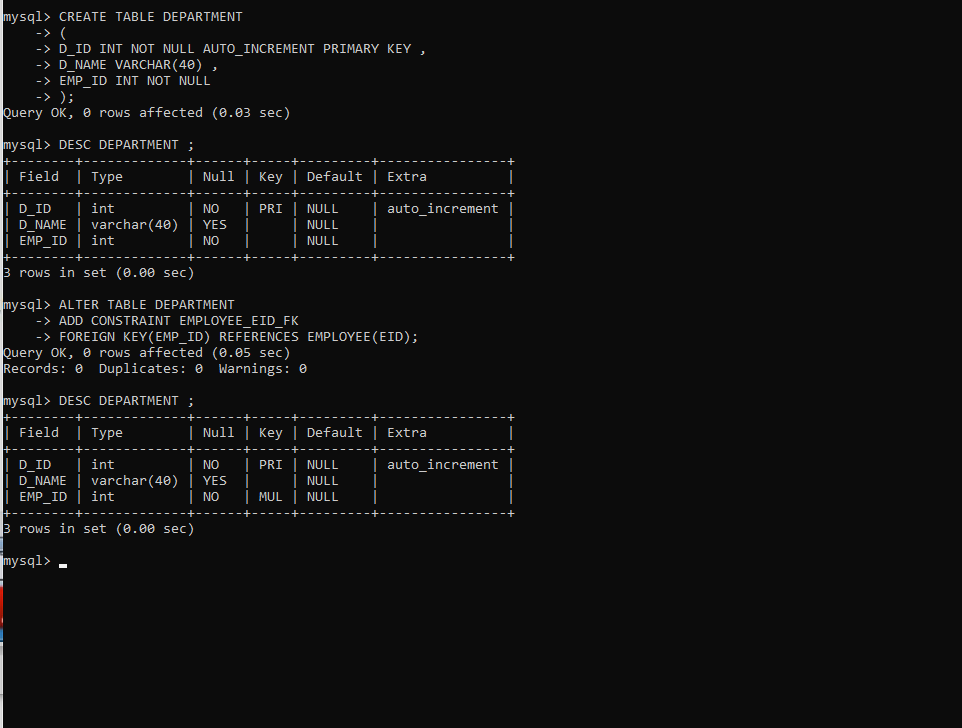 mysql> CREATE TABLE DEPARTMENT
    -> (
    -> D_ID INT NOT NULL AUTO_INCREMENT PRIMARY KEY ,
    -> D_NAME VARCHAR(40) ,
    -> EMP_ID INT NOT NULL
    -> );
Query OK, 0 rows affected (0.03 sec)

mysql> DESC DEPARTMENT ;
+--------+-------------+------+-----+---------+----------------+
| Field  | Type        | Null | Key | Default | Extra          |
+--------+-------------+------+-----+---------+----------------+
| D_ID   | int         | NO   | PRI | NULL    | auto_increment |
| D_NAME | varchar(40) | YES  |     | NULL    |                |
| EMP_ID | int         | NO   |     | NULL    |                |
+--------+-------------+------+-----+---------+----------------+
3 rows in set (0.00 sec)

mysql> ALTER TABLE DEPARTMENT
    -> ADD CONSTRAINT EMPLOYEE_EID_FK
    -> FOREIGN KEY(EMP_ID) REFERENCES EMPLOYEE(EID);
Query OK, 0 rows affected (0.05 sec)
Records: 0  Duplicates: 0  Warnings: 0

mysql> DESC DEPARTMENT ;
+--------+-------------+------+-----+---------+----------------+
| Field  | Type        | Null | Key | Default | Extra          |
+--------+-------------+------+-----+---------+----------------+
| D_ID   | int         | NO   | PRI | NULL    | auto_increment |
| D_NAME | varchar(40) | YES  |     | NULL    |                |
| EMP_ID | int         | NO   | MUL | NULL    |                |
+--------+-------------+------+-----+---------+----------------+
3 rows in set (0.00 sec)

mysql>